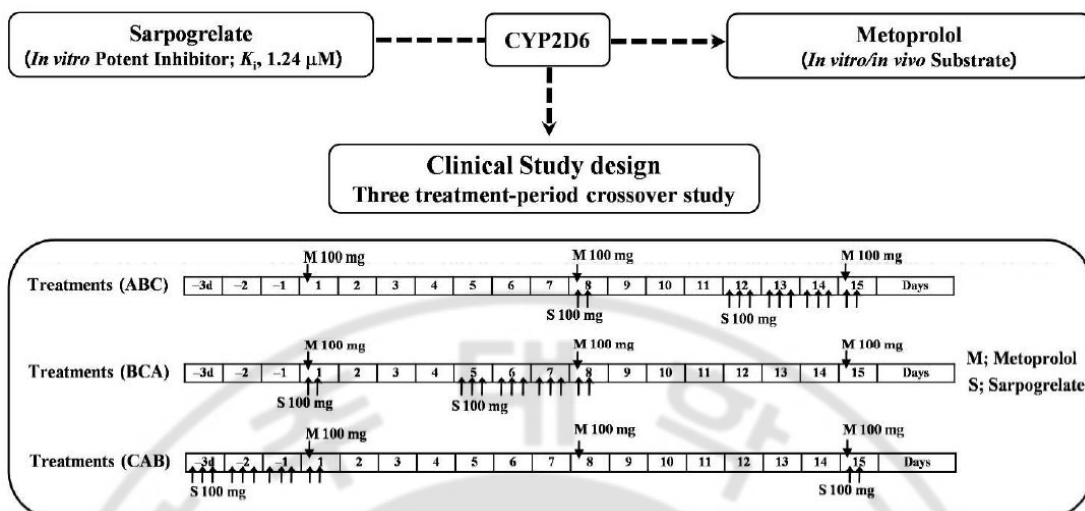 Sarpogrelate
(In vitro Potent Inhibitor; Ki, 1.24 μM)
CYP2D6
Metoprolol
(In vitro/in vivo Substrate)
Clinical Study design
Three treatment-period crossover study
M 100 mg M 100 mg M 100 mg
Treatments (ABC) −3d −2 −1 1 2 3 4 5 6 7 8 9 10 11 12 13 14 15 Days
S 100 mg S 100 mg
M 100 mg M 100 mg M 100 mg
Treatments (BCA) −3d −2 −1 1 2 3 4 5 6 7 8 9 10 11 12 13 14 15 Days
S 100 mg S 100 mg
M; Metoprolol
S; Sarpogrelate
M 100 mg M 100 mg M 100 mg
Treatments (CAB) −3d −2 −1 1 2 3 4 5 6 7 8 9 10 11 12 13 14 15 Days
S 100 mg S 100 mg